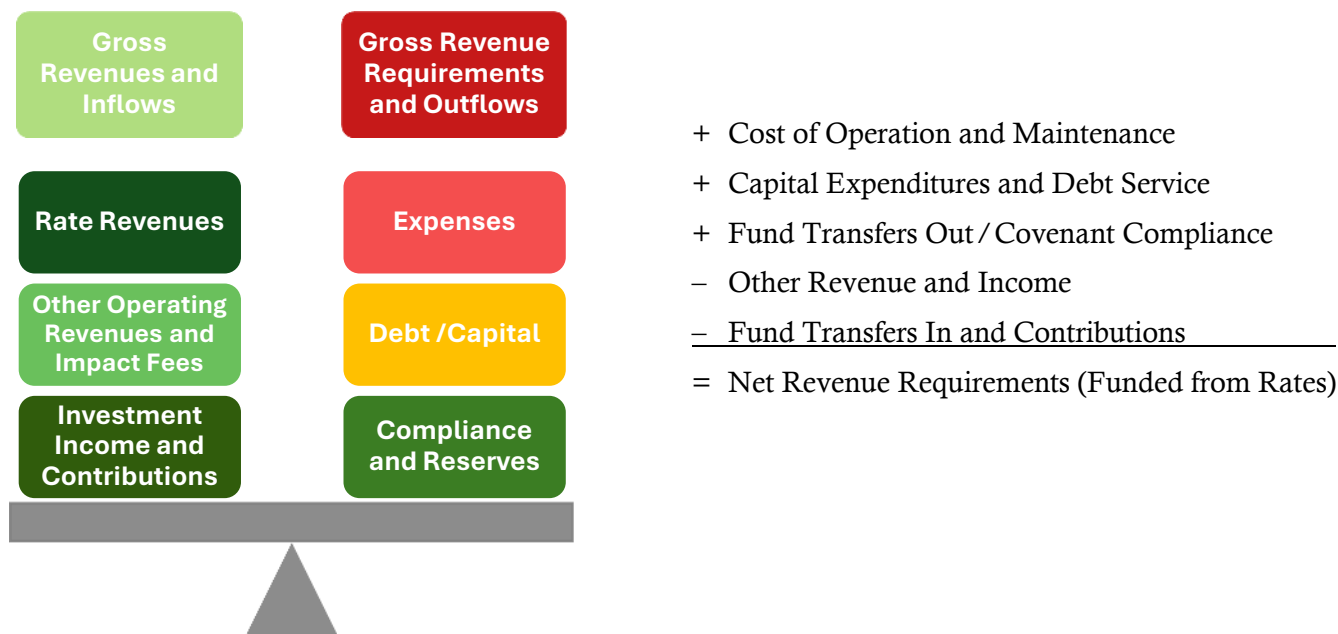 Gross
Revenues and
Inflows
Gross Revenue
Requirements
and Outflows
Rate Revenues
Expenses
Other Operating
Revenues and
Impact Fees
Debt /Capital
Investment
Income and
Contributions
Compliance
and Reserves
+ Cost of Operation and Maintenance
+ Capital Expenditures and Debt Service
+ Fund Transfers Out / Covenant Compliance
– Other Revenue and Income
– Fund Transfers In and Contributions
= Net Revenue Requirements (Funded from Rates)